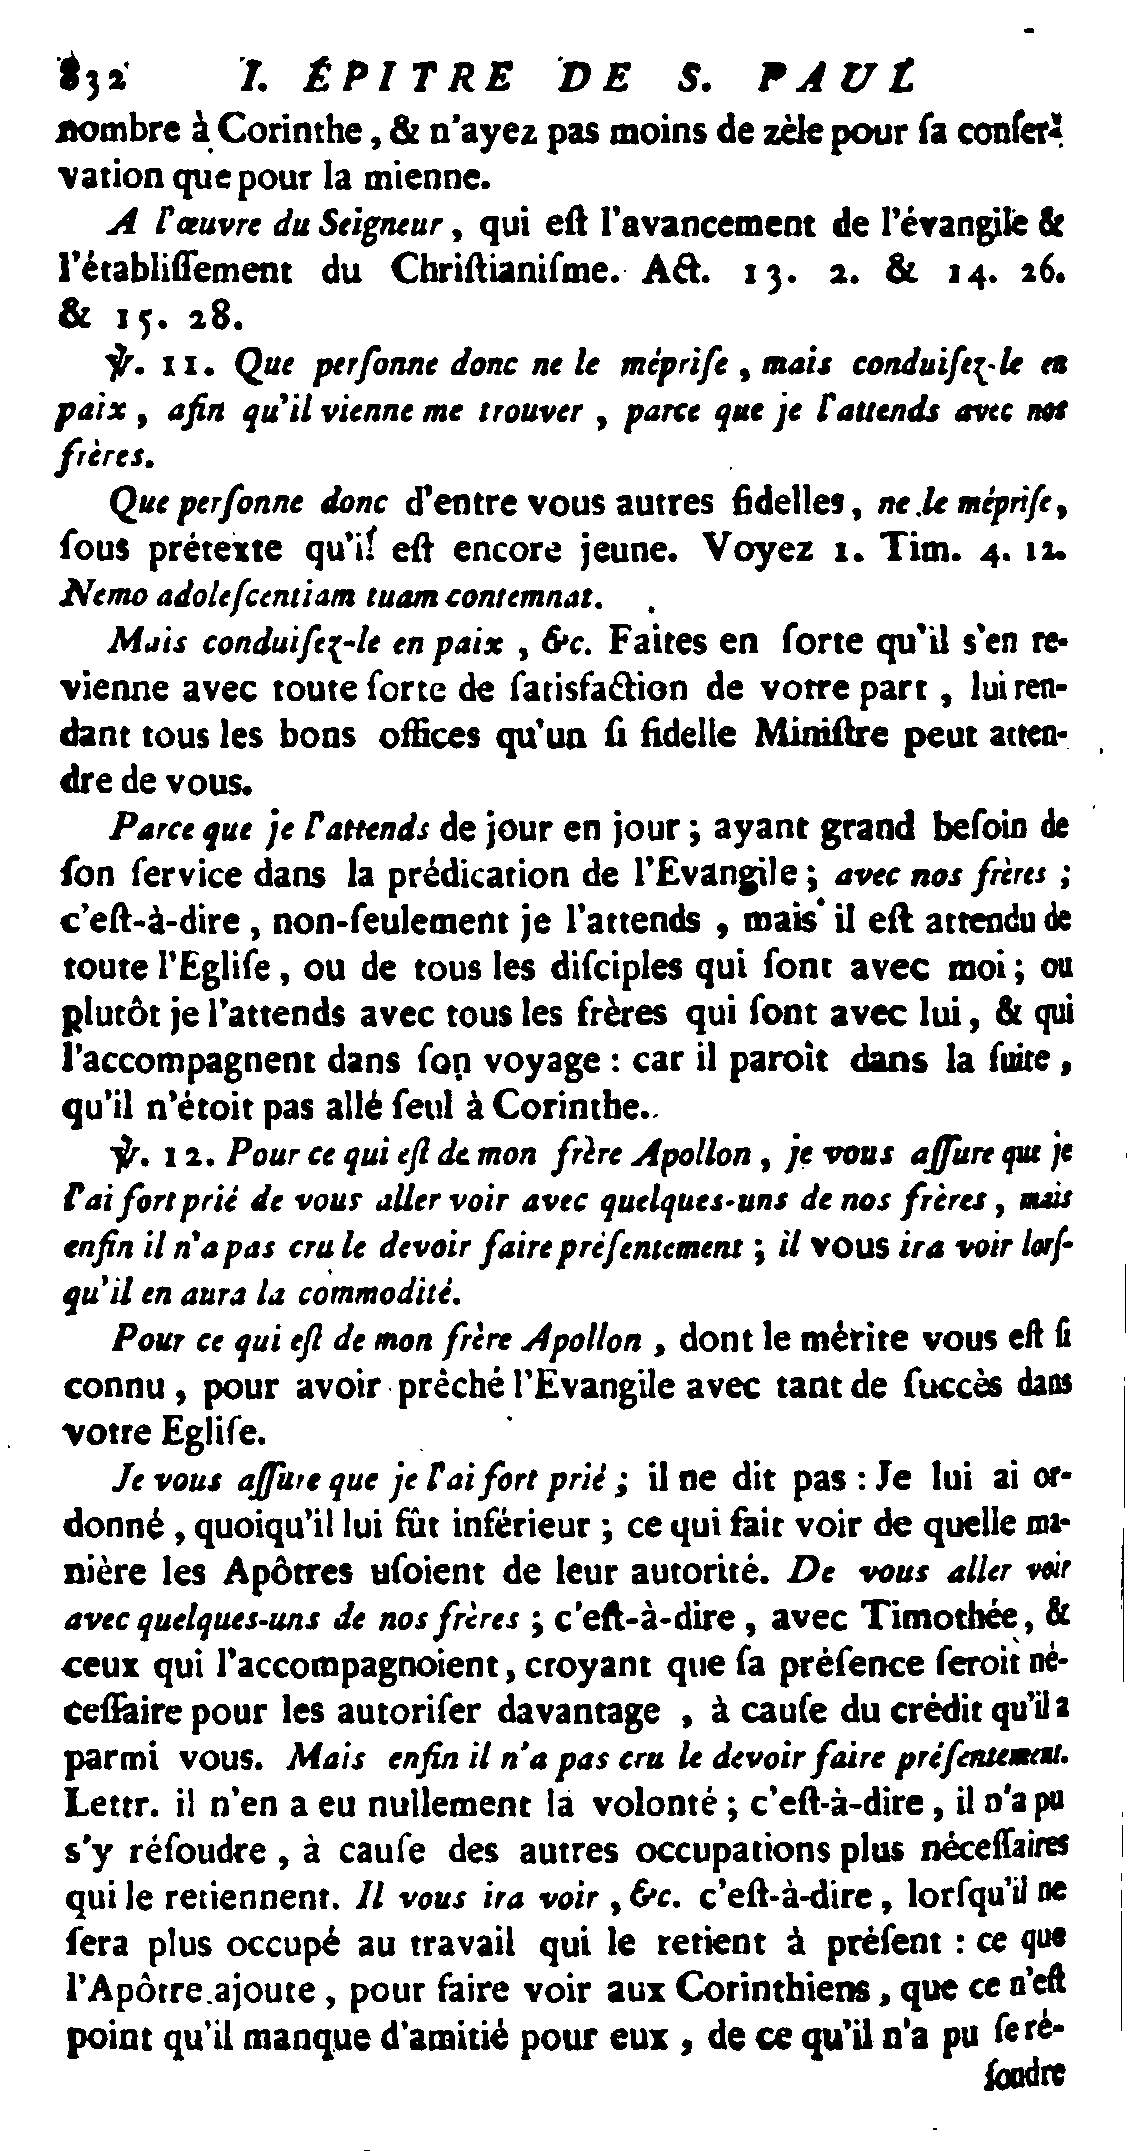 832 I. ÉPITRE DE S. PAUL
nombre à Corinthe, & n'ayez pas moins de zèle pour ſa conſer-
vation que pour la mienne.
A l'œuvre du Seigneur, qui eſt l'avancement de l'évangile &
l'établiſſement du Chriſtianiſme. Act. 13. 2. & 14. 26.
& 15. 28.
℣. 11. Que perſonne donc ne le mépriſe, mais conduiſez-le en
paix, afin qu'il vienne me trouver, parce que je l'attends avec nos
frères.
Que perſonne donc d'entre vous autres fidelles, ne le mépriſe,
ſous prétexte qu'il eſt encore jeune. Voyez 1. Tim. 4. 12.
Nemo adoleſcentiam tuam contemnat.
Mais conduiſez-le en paix, &c. Faites en ſorte qu'il s'en re-
vienne avec toute ſorte de ſatisfaction de votre part, lui ren-
dant tous les bons offices qu'un ſi fidelle Miniſtre peut atten-
dre de vous.
Parce que je l'attends de jour en jour; ayant grand beſoin de
ſon ſervice dans la prédication de l'Evangile; avec nos frères;
c'eſt-à-dire, non-ſeulement je l'attends, mais il eſt attendu de
toute l'Egliſe, ou de tous les diſciples qui ſont avec moi; ou
plutôt je l'attends avec tous les frères qui ſont avec lui, & qui
l'accompagnent dans ſon voyage : car il paroît dans la ſuite,
qu'il n'étoit pas allé ſeul à Corinthe.
℣. 12. Pour ce qui eſt de mon frère Apollon, je vous aſſure que je
l'ai fort prié de vous aller voir avec quelques-uns de nos frères, mais
enfin il n'a pas cru le devoir faire préſentement; il vous ira voir lorſ-
qu'il en aura la commodité.
Pour ce qui eſt de mon frère Apollon, dont le mérite vous eſt ſi
connu, pour avoir prêché l'Evangile avec tant de ſuccès dans
votre Egliſe.
Je vous aſſure que je l'ai fort prié; il ne dit pas : Je lui ai or-
donné, quoiqu'il lui fût inférieur; ce qui fait voir de quelle ma-
nière les Apôtres uſoient de leur autorité. De vous aller voir
avec quelques-uns de nos frères; c'eſt-à-dire, avec Timothée, &
ceux qui l'accompagnoient, croyant que ſa préſence ſeroit né-
ceſſaire pour les autoriſer davantage, à cauſe du crédit qu'il a
parmi vous. Mais enfin il n'a pas cru le devoir faire préſentement.
Lettr. il n'en a eu nullement la volonté; c'eſt-à-dire, il n'a pu
s'y réſoudre, à cauſe des autres occupations plus néceſſaires
qui le retiennent. Il vous ira voir, &c. c'eſt-à-dire, lorſqu'il ne
ſera plus occupé au travail qui le retient à préſent : ce que
l'Apôtre ajoute, pour faire voir aux Corinthiens, que ce n'eſt
point qu'il manque d'amitié pour eux, de ce qu'il n'a pu ſe ré-
ſoudre